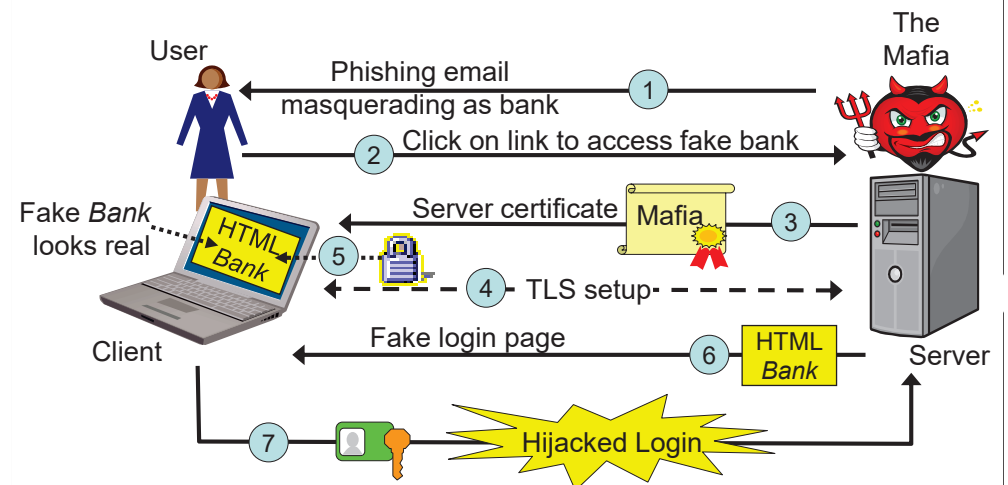 User
The
Mafia
Phishing email
masquerading as bank
1
2
Click on link to access fake bank
Fake Bank
looks real
HTML
Bank
Server certificate
Mafia
3
5
4
TLS setup
Client
Fake login page
6
HTML
Bank
Server
7
Hijacked Login